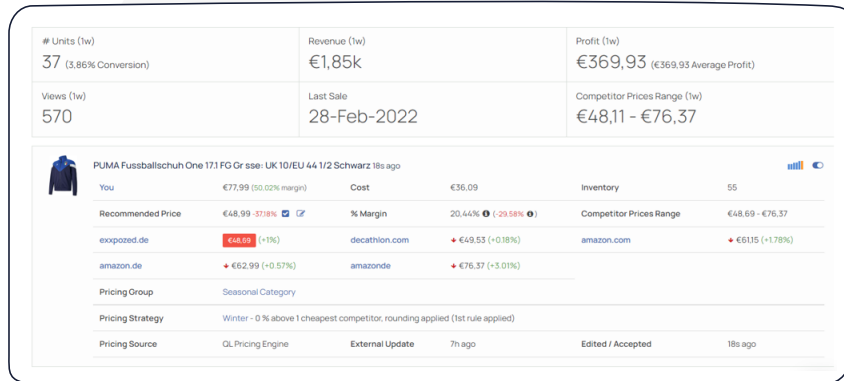 # Units (1w) Revenue (1w) Profit (1w)
37 (3,86% Conversion) €1,85k €369,93 (€369,93 Average Profit)
Views (1w) Last Sale Competitor Prices Range (1w)
570 28-Feb-2022 €48,11 - €76,37
PUMA Fussballschuh One 17.1 FG Gr sse: UK 10/EU 44 1/2 Schwarz 18s ago
You €77,99 (50.02% margin) Cost €36.09 Inventory 55
Recommended Price €48,99 -37.18% % Margin 20,44% (-29.58%) Competitor Prices Range €48,69 - €76,37
exxpozed.de €48,69 (+1%) decathlon.com €49,53 (+0.18%) amazon.com €61,15 (+1.78%)
amazon.de €62,99 (+0.57%) amazonde €76,37 (+3.01%)
Pricing Group Seasonal Category
Pricing Strategy Winter - 0 % above 1 cheapest competitor, rounding applied (1st rule applied)
Pricing Source QL Pricing Engine External Update 7h ago Edited / Accepted 18s ago